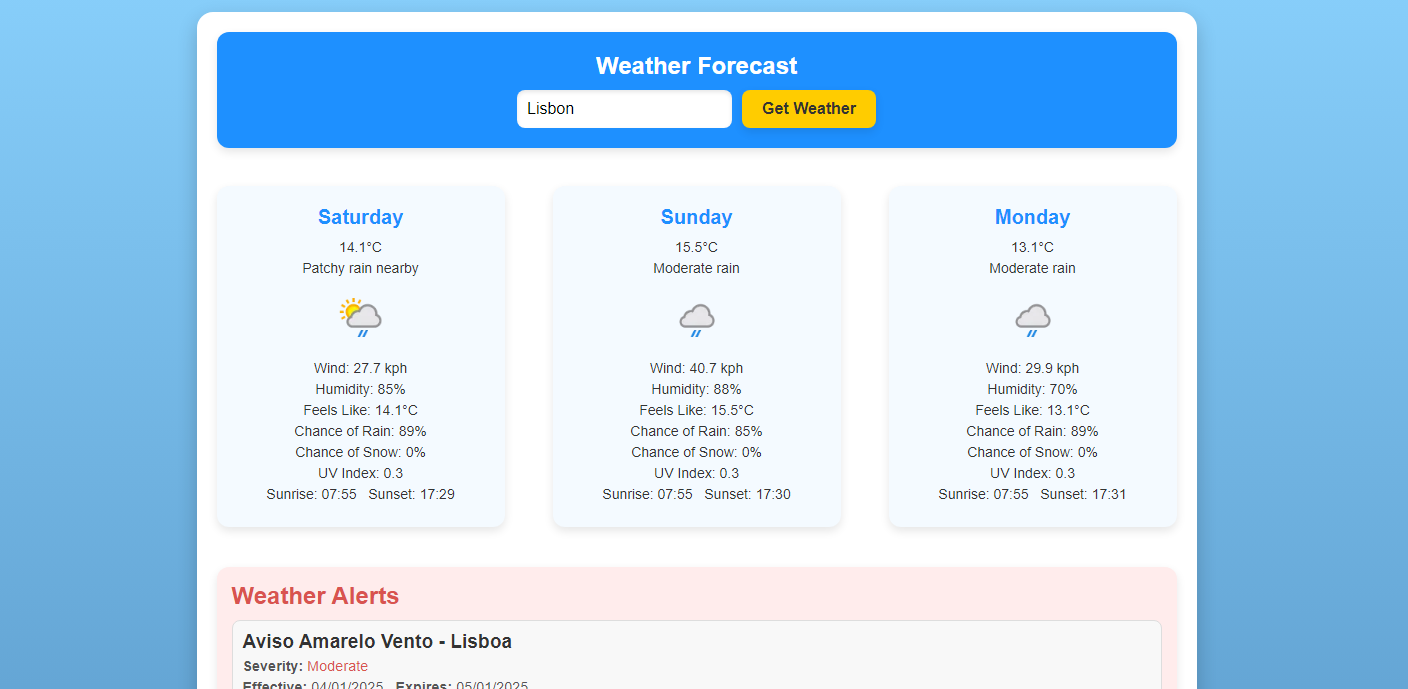 Weather Forecast
Lisbon
Get Weather
Saturday
14.1°C
Patchy rain nearby
Wind: 27.7 kph
Humidity: 85%
Feels Like: 14.1°C
Chance of Rain: 89%
Chance of Snow: 0%
UV Index: 0.3
Sunrise: 07:55 Sunset: 17:29
Sunday
15.5°C
Moderate rain
Wind: 40.7 kph
Humidity: 88%
Feels Like: 15.5°C
Chance of Rain: 85%
Chance of Snow: 0%
UV Index: 0.3
Sunrise: 07:55 Sunset: 17:30
Monday
13.1°C
Moderate rain
Wind: 29.9 kph
Humidity: 70%
Feels Like: 13.1°C
Chance of Rain: 89%
Chance of Snow: 0%
UV Index: 0.3
Sunrise: 07:55 Sunset: 17:31
Weather Alerts
Aviso Amarelo Vento - Lisboa
Severity: Moderate
Effective: 04/01/2025 Expires: 05/01/2025